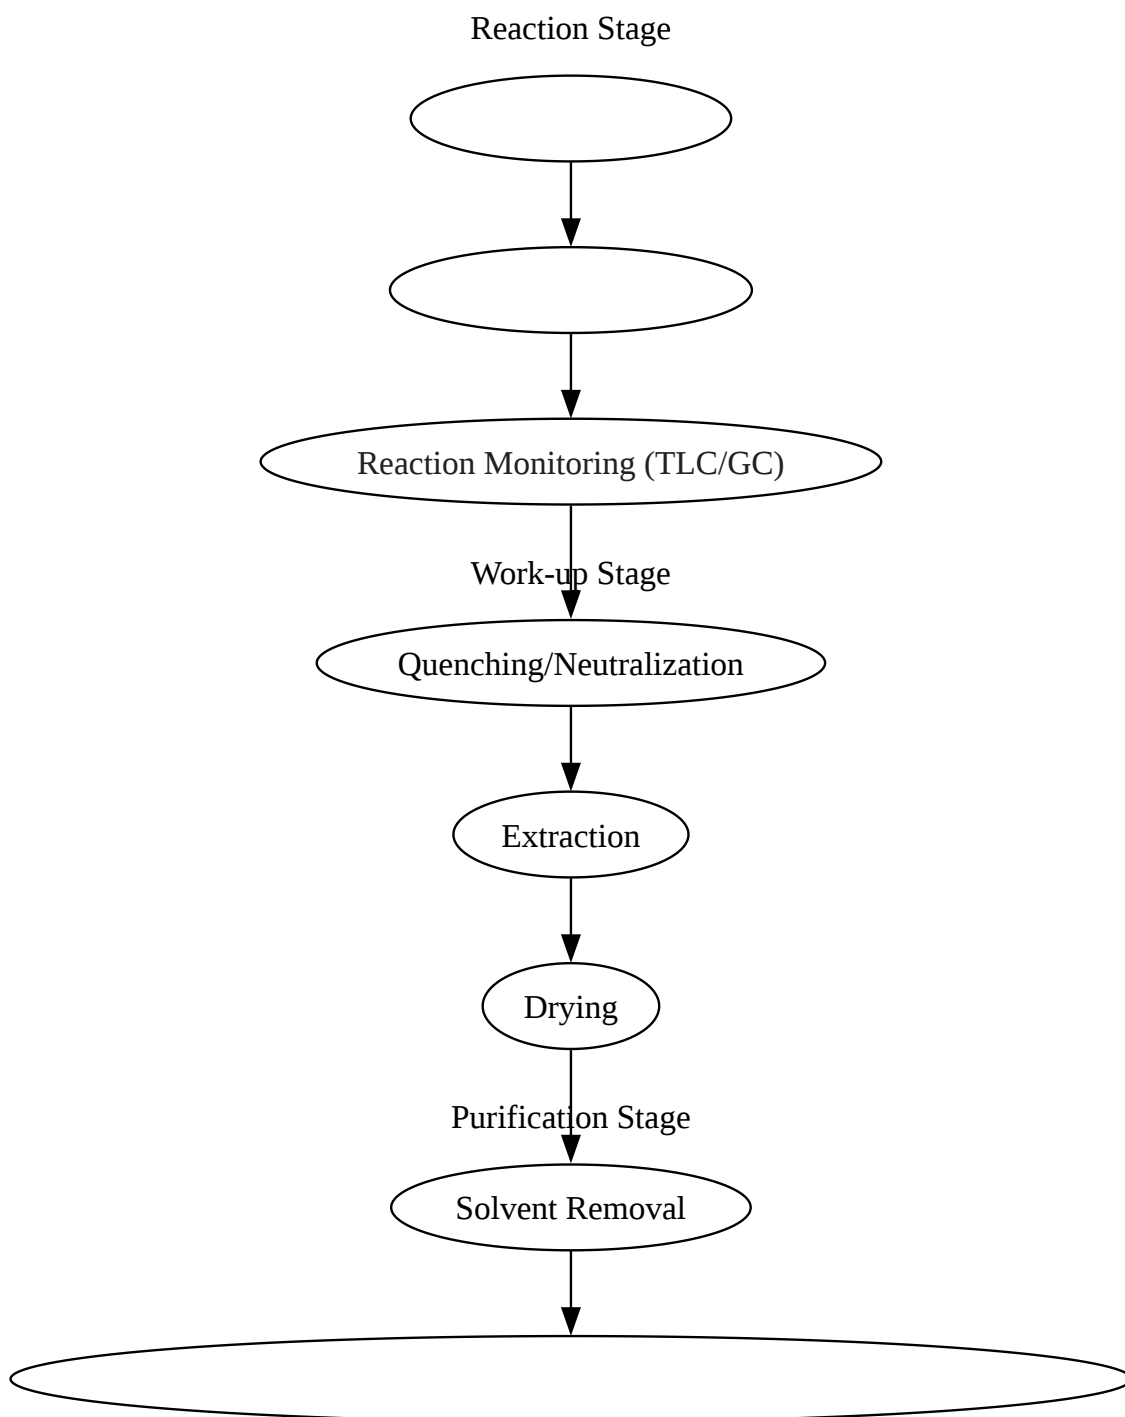 Reaction Stage
Reaction Monitoring (TLC/GC)
Work-up Stage
Quenching/Neutralization
Extraction
Drying
Purification Stage
Solvent Removal